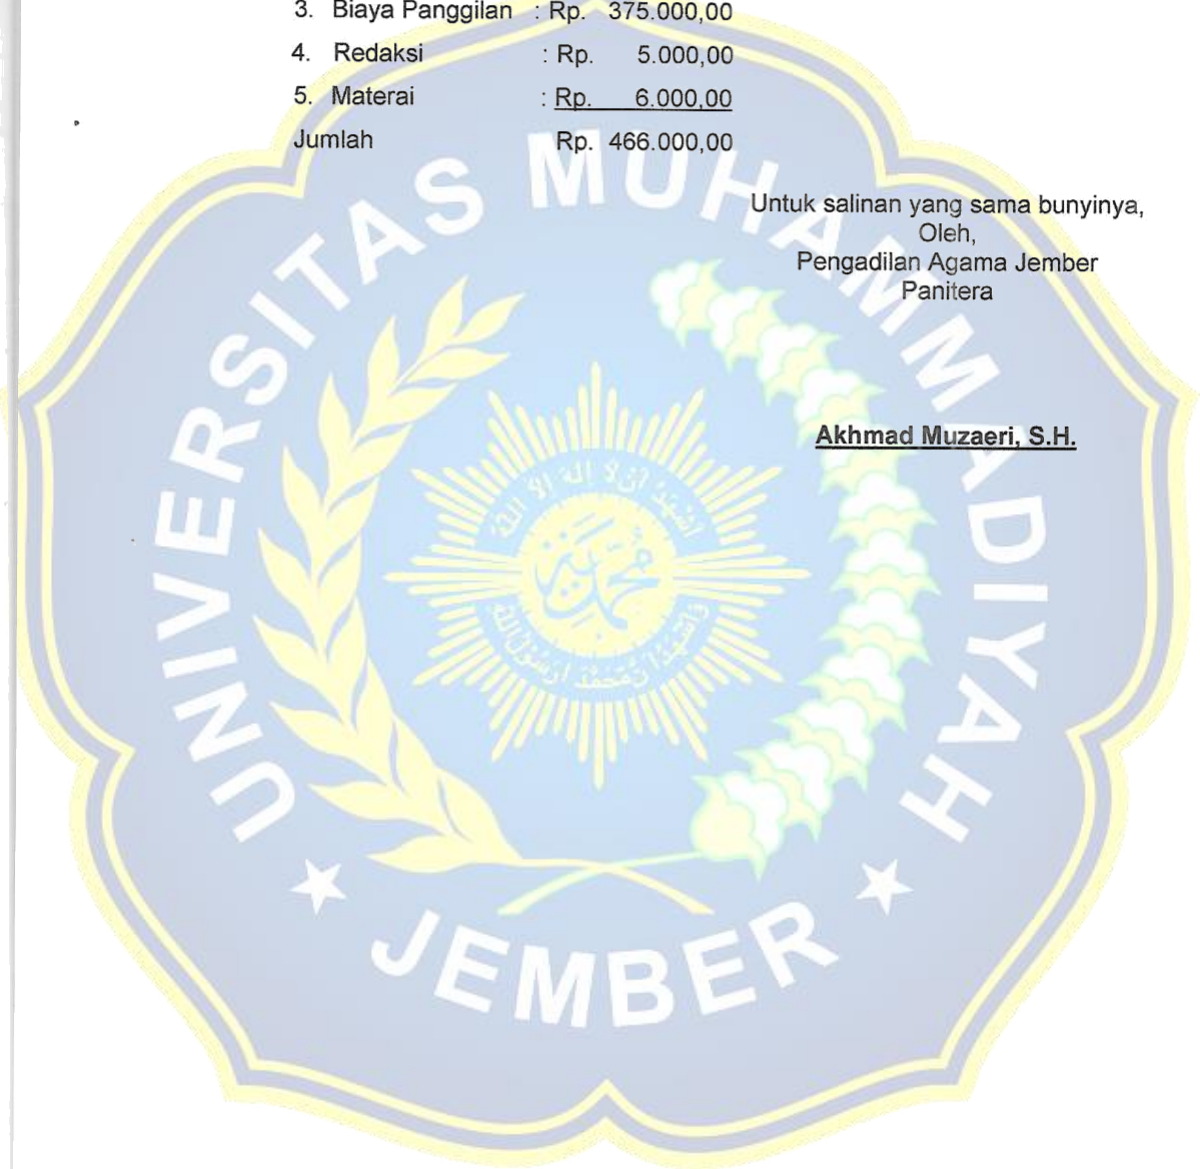 3. Biaya Panggilan : Rp. 375.000,00
4. Redaksi : Rp. 5.000,00
5. Materai : Rp. 6.000,00
Jumlah Rp. 466.000,00
Untuk salinan yang sama bunyinya,
Oleh,
Pengadilan Agama Jember
Panitera
Akhmad Muzaeri, S.H.
UNIVERSITAS MUHAMMADIYAH
JEMBER